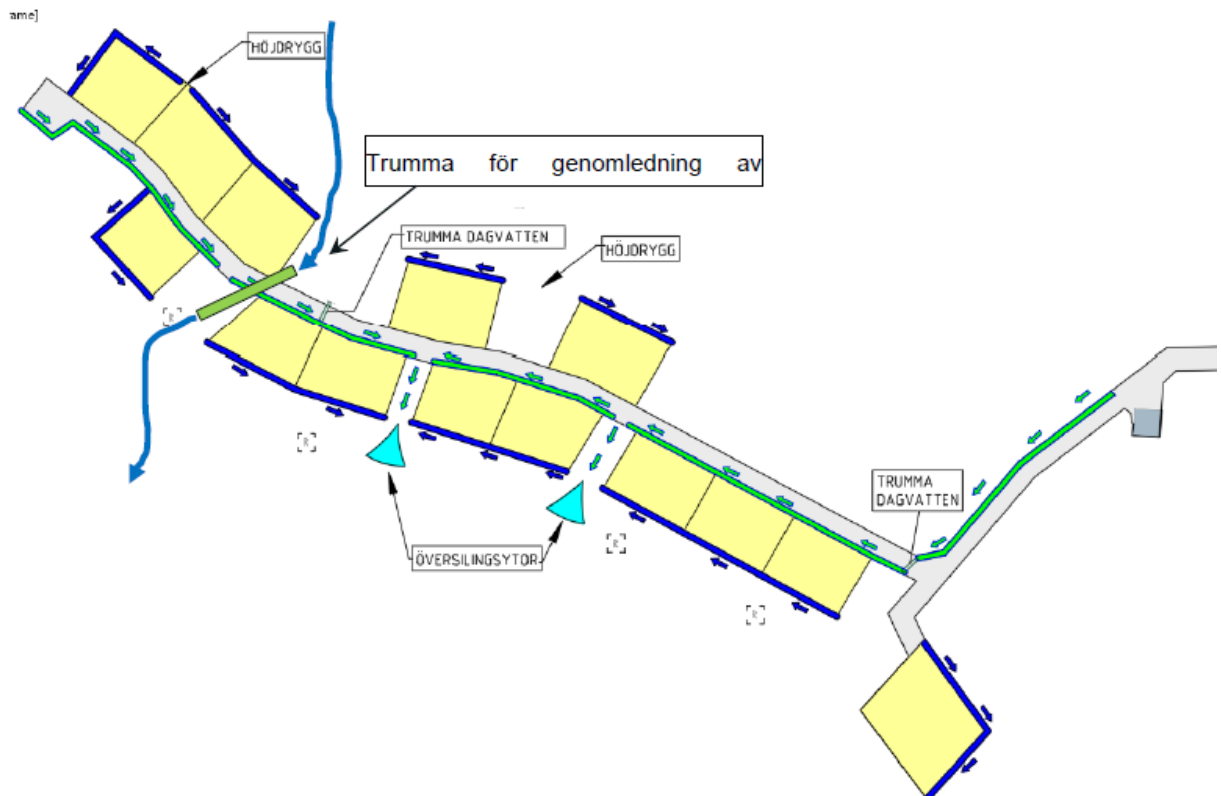 ame]
HÖJDRYGG
Trumma för genomledning av
TRUMMA DAGVATTEN
HÖJDRYGG
TRUMMA
DAGVATTEN
ÖVERSILINGSYTOR